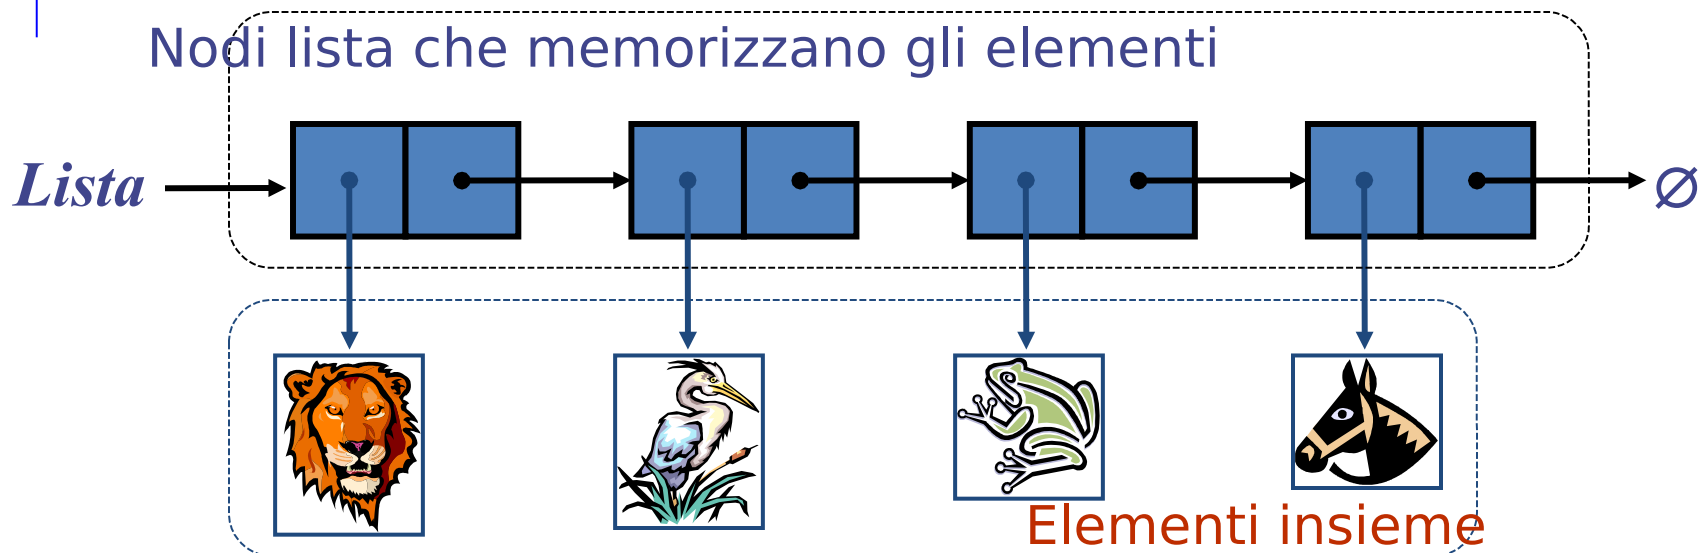 Nodi lista che memorizzano gli elementi
Lista
∅
Elementi insieme